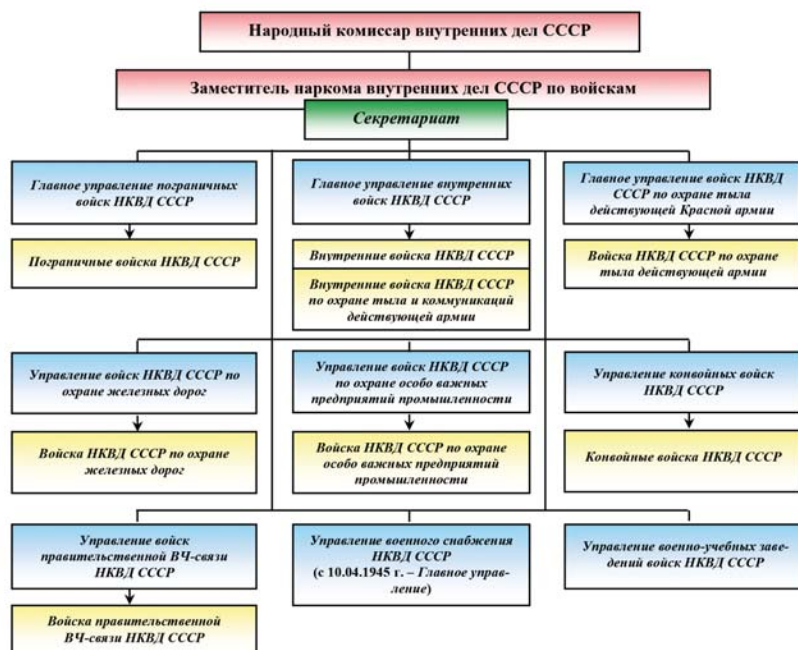 Народный комиссар внутренних дел СССР
Заместитель наркома внутренних дел СССР по войскам
Секретариат
Главное управление пограничных
войск НКВД СССР
Пограничные войска НКВД СССР
Главное управление внутренних
войск НКВД СССР
Внутренние войска НКВД СССР
Внутренние войска НКВД СССР
по охране тыла и коммуникаций
действующей армии
Главное управление войск НКВД
СССР по охране тыла
действующей Красной армии
Войска НКВД СССР по охране
тыла действующей армии
Управление войск НКВД СССР по
охране железных дорог
Войска НКВД СССР по охране
железных дорог
Управление войск НКВД СССР
по охране особо важных
предприятий промышленности
Войска НКВД СССР по охране
особо важных предприятий
промышленности
Управление конвойных войск
НКВД СССР
Конвойные войска НКВД СССР
Управление войск
правительственной ВЧ-связи
НКВД СССР
Войска правительственной
ВЧ-связи НКВД СССР
Управление военного снабжения
НКВД СССР
(с 10.04.1945 г. – Главное управ-
ление)
Управление военно-учебных заве-
дений войск НКВД СССР